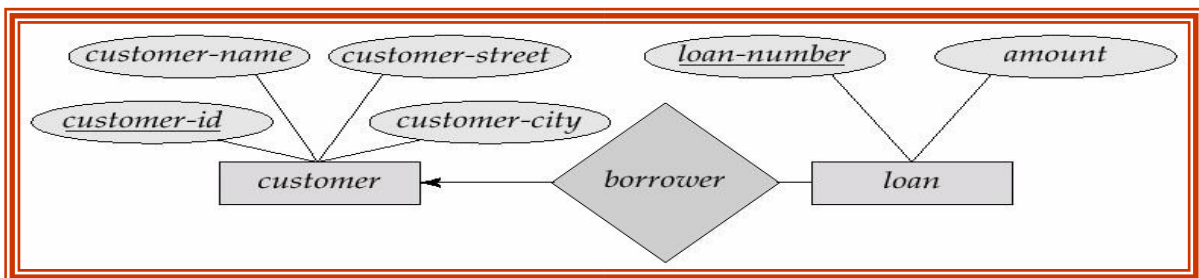 customer-name customer-street loan-number amount
customer-id customer-city
customer borrower loan